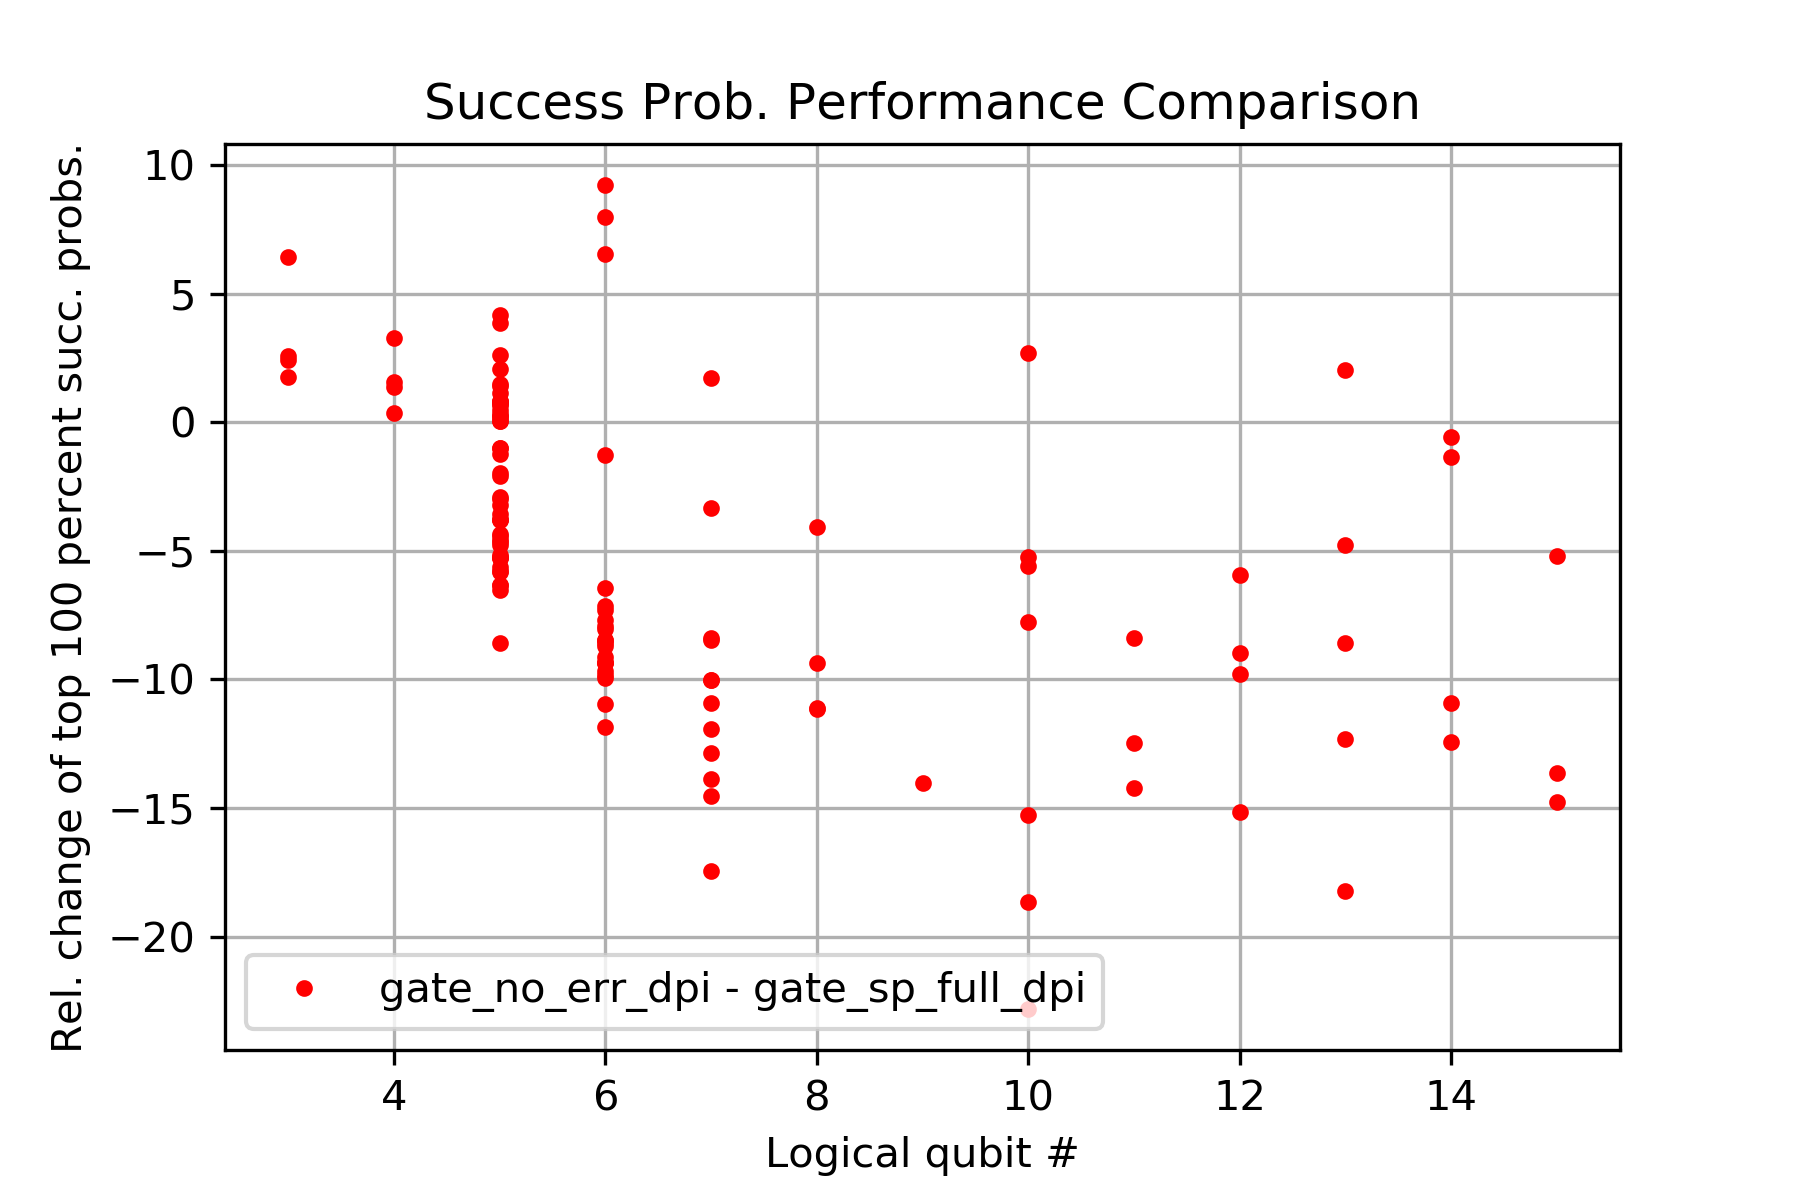 Success Prob. Performance Comparison
Rel. change of top 100 percent succ. probs.
10
5
0
−5
−10
−15
−20
gate_no_err_dpi - gate_sp_full_dpi
4 6 8 10 12 14
Logical qubit #